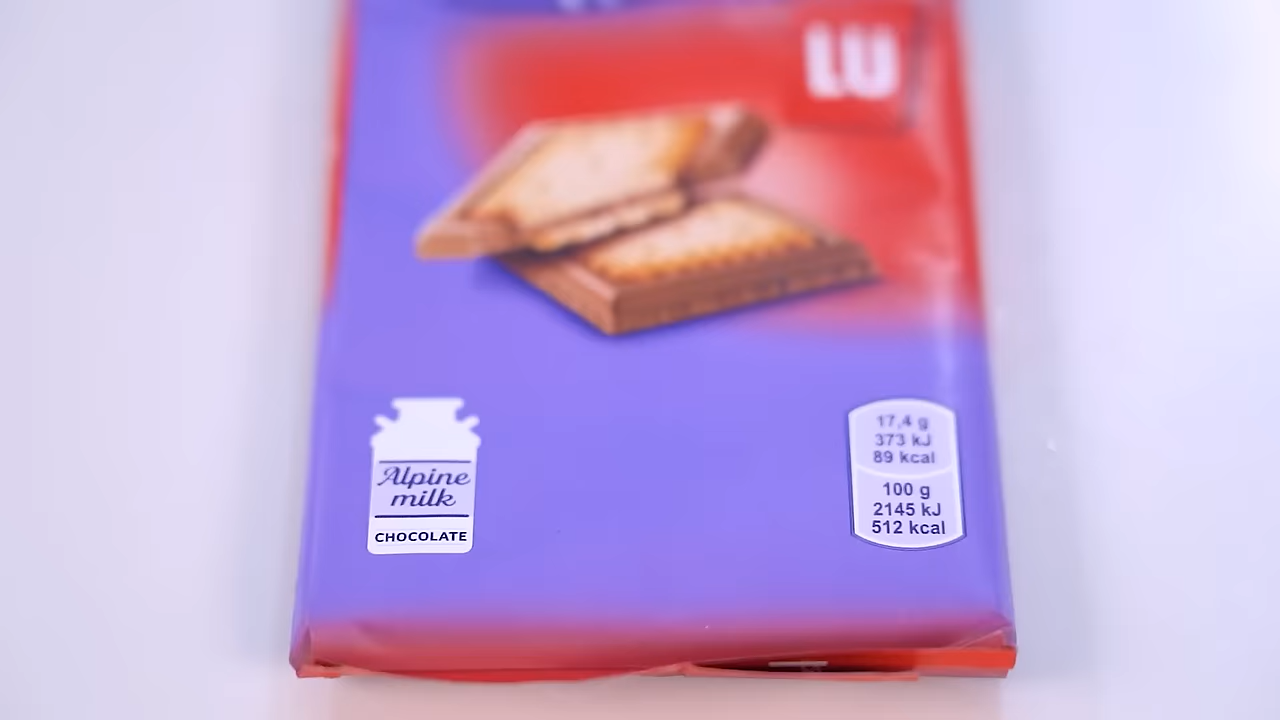 LU
Alpine
milk
CHOCOLATE
17,4 g
373 kJ
89 kcal
100 g
2145 kJ
512 kcal